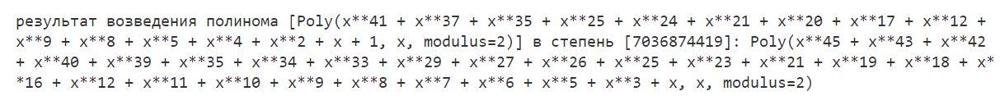 результат возведения полинома [Poly(x**41 + x**37 + x**35 + x**25 + x**24 + x**21 + x**20 + x**17 + x**12 +
x**9 + x**8 + x**5 + x**4 + x**2 + x + 1, x, modulus=2)] в степень [7036874419]: Poly(x**45 + x**43 + x**42
+ x**40 + x**39 + x**35 + x**34 + x**33 + x**29 + x**27 + x**26 + x**25 + x**23 + x**21 + x**19 + x**18 + x*
*16 + x**12 + x**11 + x**10 + x**9 + x**8 + x**7 + x**6 + x**5 + x**3 + x, x, modulus=2)